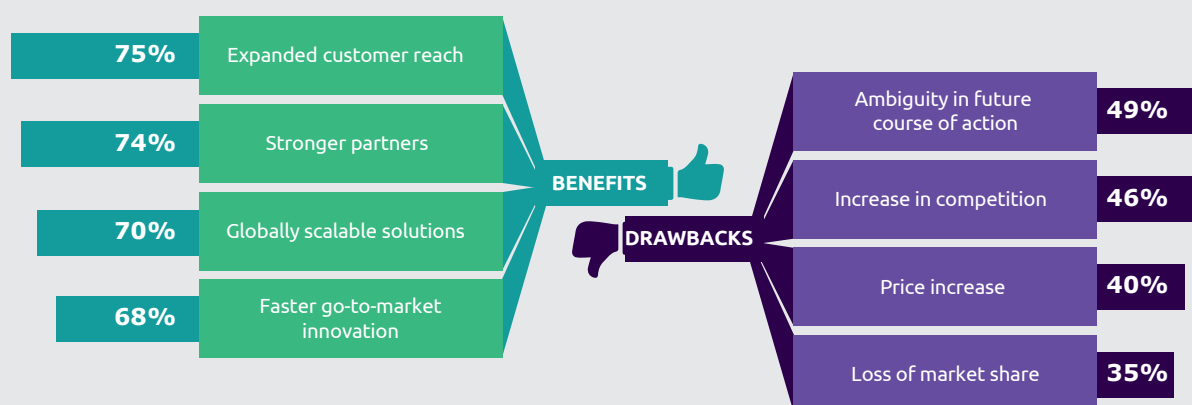 75%
Expanded customer reach
74%
Stronger partners
70%
Globally scalable solutions
68%
Faster go-to-market
innovation
BENEFITS
DRAWBACKS
Ambiguity in future
course of action
49%
Increase in competition
46%
Price increase
40%
Loss of market share
35%